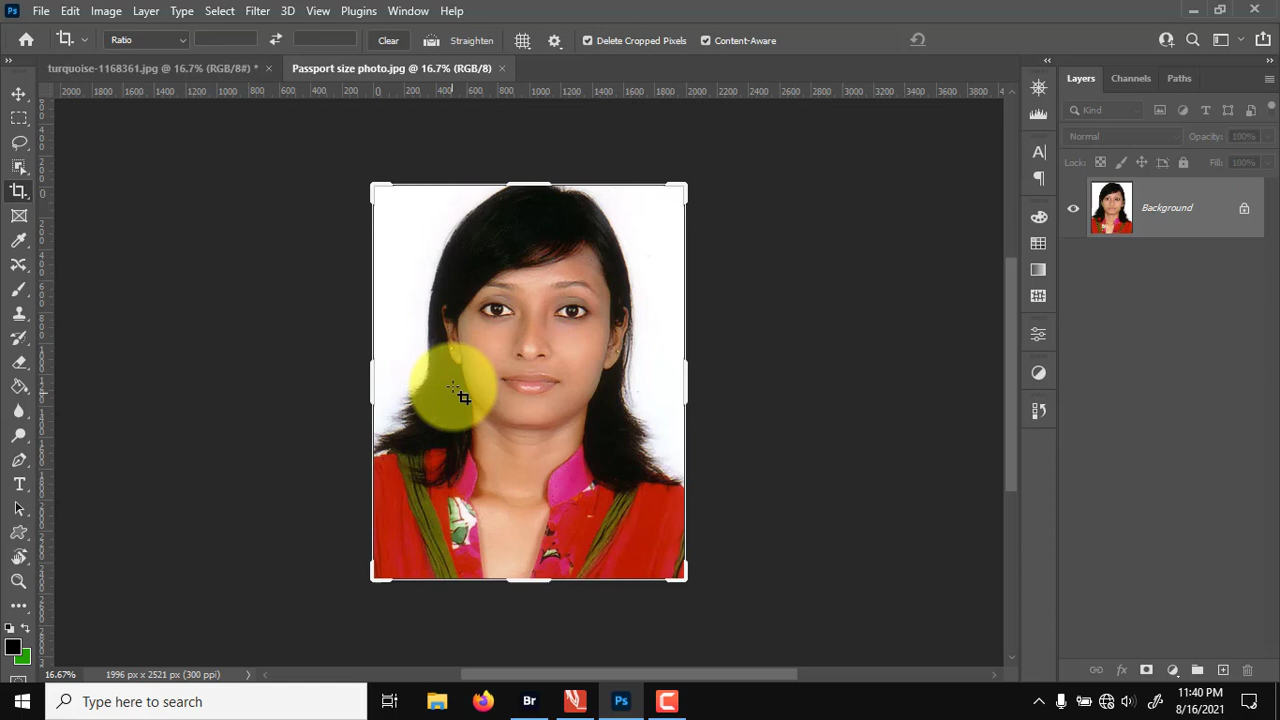 Ps File Edit Image Layer Type Select Filter 3D View Plugins Window Help
Ratio Clear Straighten Delete Cropped Pixels Content-Aware
turquoise-1168361.jpg @ 16.7% (RGB/8#) * × Passport size photo.jpg @ 16.7% (RGB/8) ×
2000 1800 1600 1400 1200 1000 800 600 400 200 0 200 400 600 800 1000 1200 1400 1600 1800 2000 2200 2400 2600 2800 3000 3200 3400 3600 3800
Layers Channels Paths
Kind
Normal Opacity: 100%
Lock: Fill: 100%
Background
16.67% 1996 px x 2521 px (300 ppi)
Type here to search
Br Ps
1:40 PM
8/16/2021